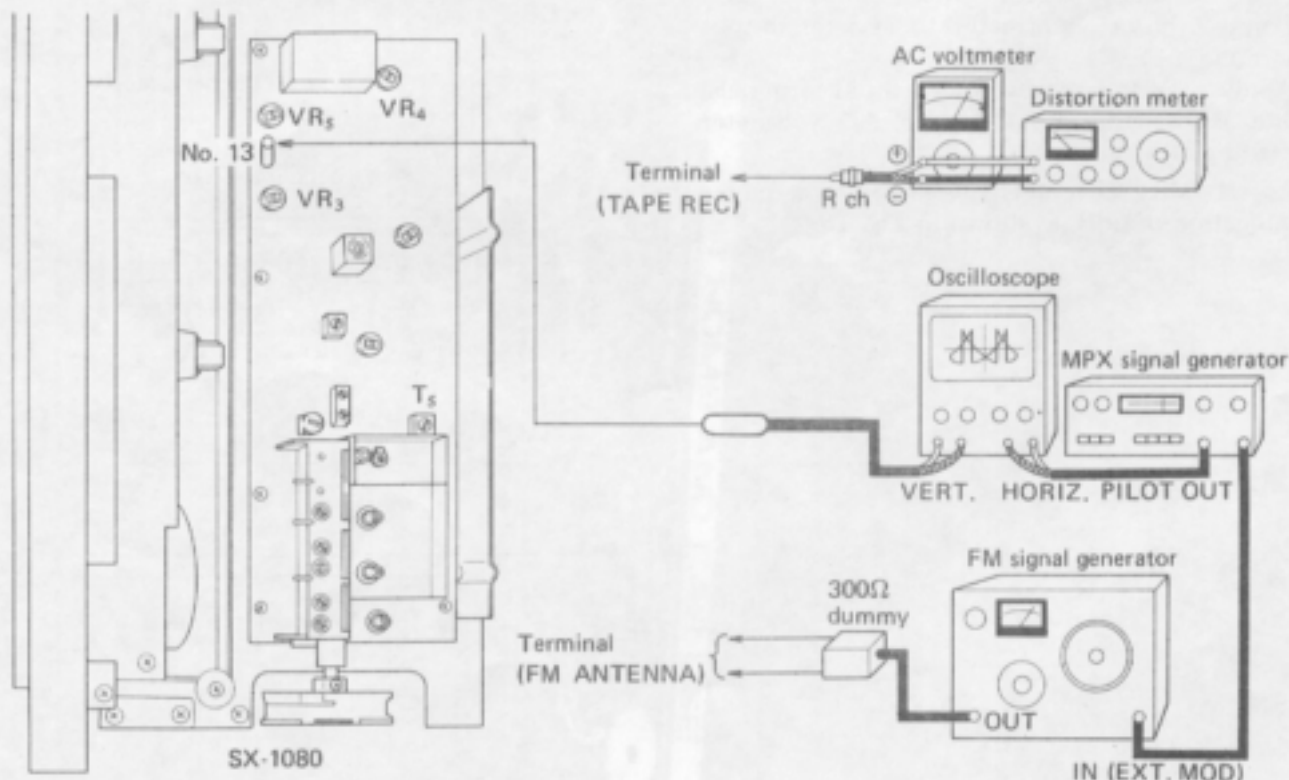 VR₄
VR₅
No. 13
VR₃
T₅
SX-1080
AC voltmeter
Distortion meter
Terminal
(TAPE REC)
⊕
⊖
R ch
Oscilloscope
MPX signal generator
VERT. HORIZ. PILOT OUT
FM signal generator
300Ω
dummy
Terminal
(FM ANTENNA)
OUT
IN (EXT. MOD)